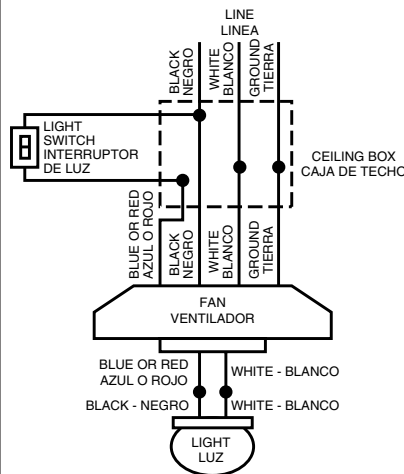 LINE
LINEA
BLACK
NEGRO
WHITE
BLANCO
GROUND
TIERRA
LIGHT
SWITCH
INTERRUPTOR
DE LUZ
CEILING BOX
CAJA DE TECHO
BLUE OR RED
AZUL O ROJO
BLACK
NEGRO
WHITE
BLANCO
GROUND
TIERRA
FAN
VENTILADOR
BLUE OR RED
AZUL O ROJO
WHITE - BLANCO
BLACK - NEGRO
WHITE - BLANCO
LIGHT
LUZ